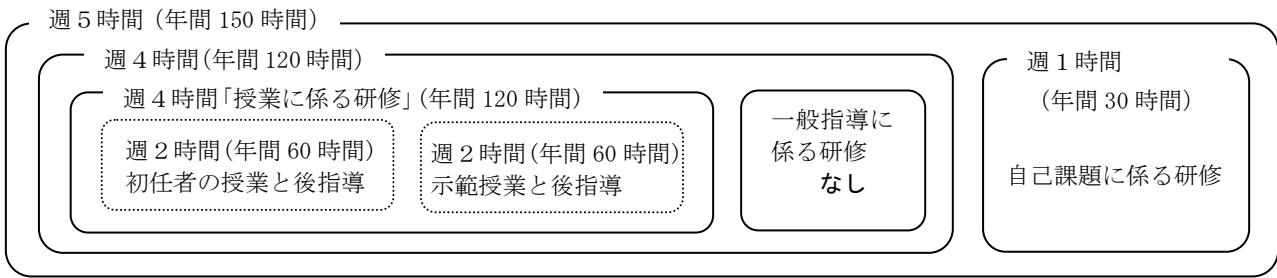 週５時間（年間 150 時間）
週４時間（年間 120 時間）
週４時間「授業に係る研修」（年間 120 時間）
週２時間（年間 60 時間）
初任者の授業と後指導
週２時間（年間 60 時間）
示範授業と後指導
一般指導に
係る研修
なし
週１時間
（年間 30 時間）
自己課題に係る研修